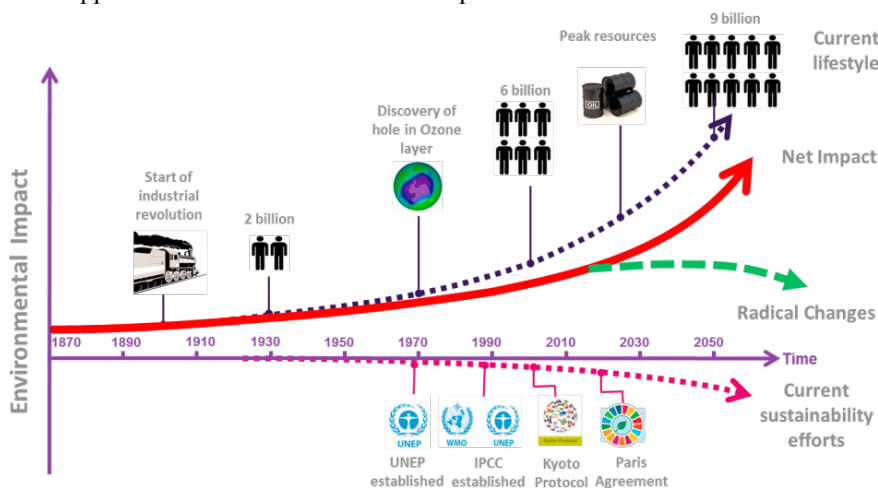 9 billion
Peak resources
Current
lifestyle
6 billion
Discovery of
hole in Ozone
layer
OIL
Net Impact
Start of
industrial
revolution
2 billion
Environmental Impact
Radical Changes
1870 1890 1910 1930 1950 1970 1990 2010 2030 2050
Time
UNEP
WMO
UNEP
Kyoto Protocol
Current
sustainability
efforts
UNEP
established
IPCC
established
Kyoto
Protocol
Paris
Agreement